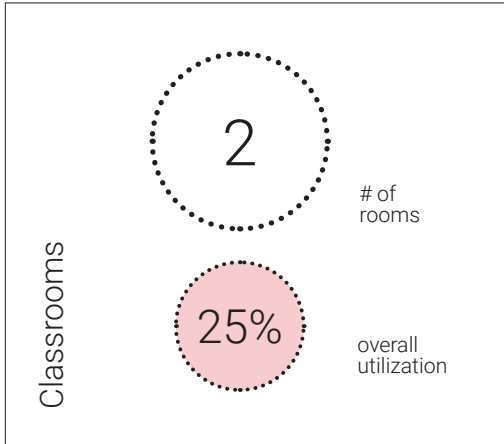 2
# of
rooms
Classrooms
25%
overall
utilization